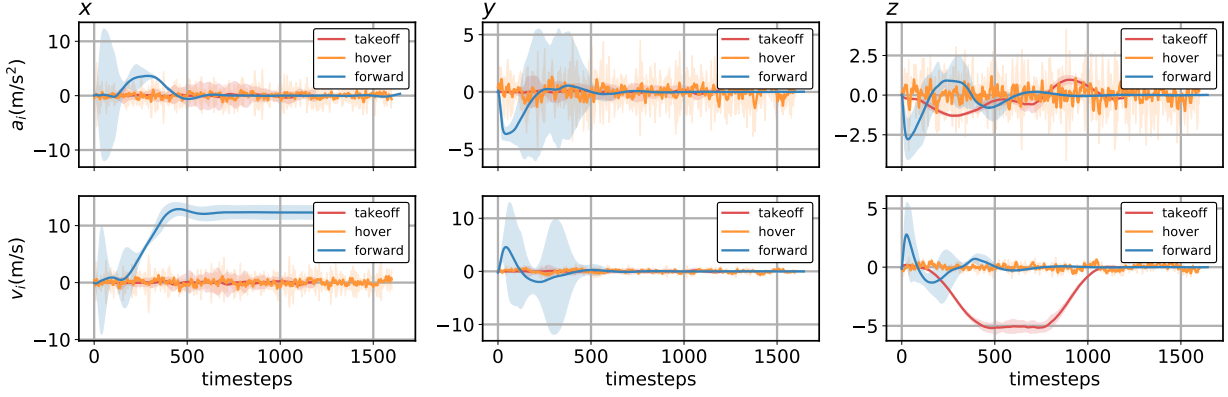 x
y
z
a_i(m/s²)
10
0
−10
takeoff
hover
forward
5
0
−5
takeoff
hover
forward
2.5
0.0
−2.5
takeoff
hover
forward
v_i(m/s)
10
0
−10
0
500
1000
1500
timesteps
takeoff
hover
forward
10
0
−10
0
500
1000
1500
timesteps
takeoff
hover
forward
5
0
−5
0
500
1000
1500
timesteps
takeoff
hover
forward